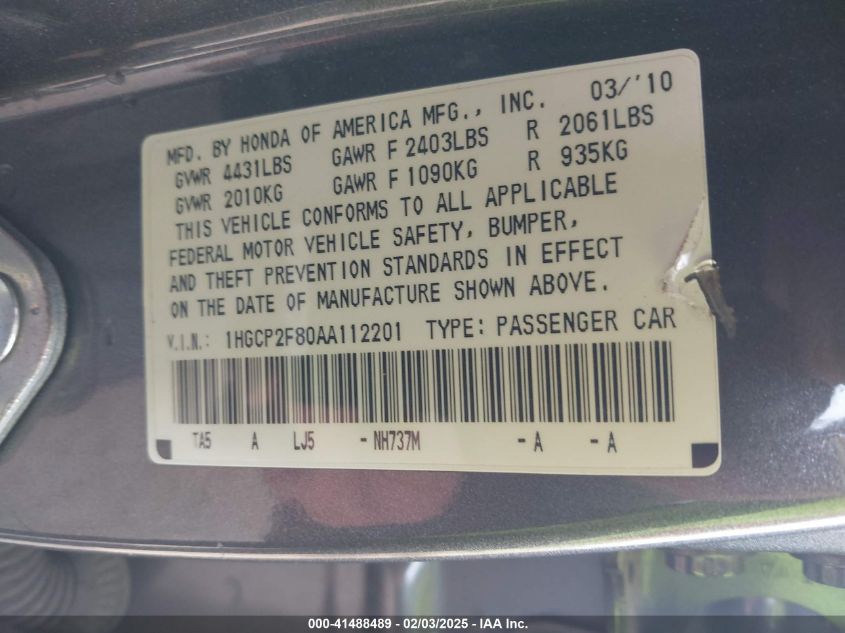 MFD. BY HONDA OF AMERICA MFG., INC. 03/'10
GVWR 4431LBS GAWR F 2403LBS R 2061LBS
GVWR 2010KG GAWR F 1090KG R 935KG
THIS VEHICLE CONFORMS TO ALL APPLICABLE
FEDERAL MOTOR VEHICLE SAFETY, BUMPER,
AND THEFT PREVENTION STANDARDS IN EFFECT
ON THE DATE OF MANUFACTURE SHOWN ABOVE.
V.I.N.: 1HGCP2F80AA112201 TYPE: PASSENGER CAR
TA5 A LJ5 -NH737M -A -A
000-41488489 - 02/03/2025 - IAA Inc.